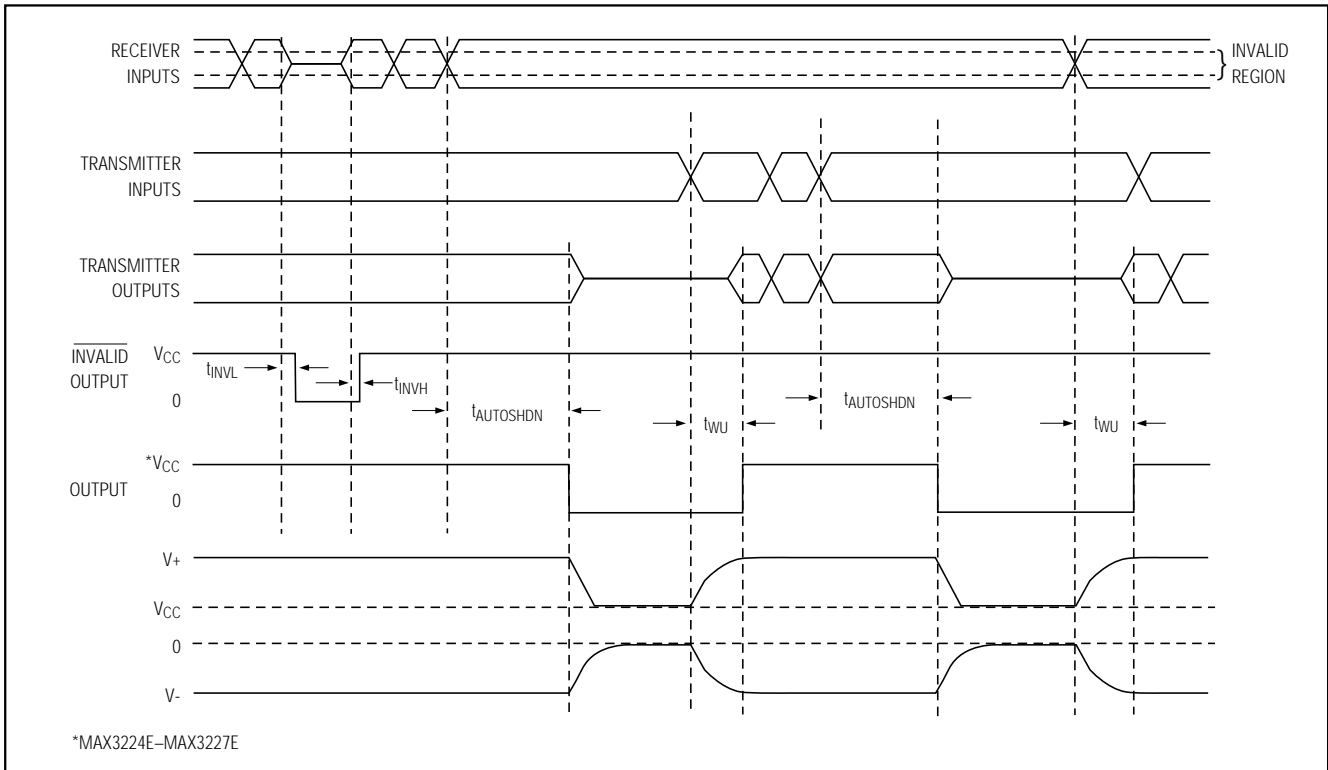 RECEIVER
INPUTS
INVALID
REGION
TRANSMITTER
INPUTS
TRANSMITTER
OUTPUTS
INVALID
OUTPUT
VCC
0
tINVL
tINVH
tAUTOSHDN
tWU
tAUTOSHDN
tWU
OUTPUT
*VCC
0
V+
VCC
0
V-
*MAX3224E–MAX3227E